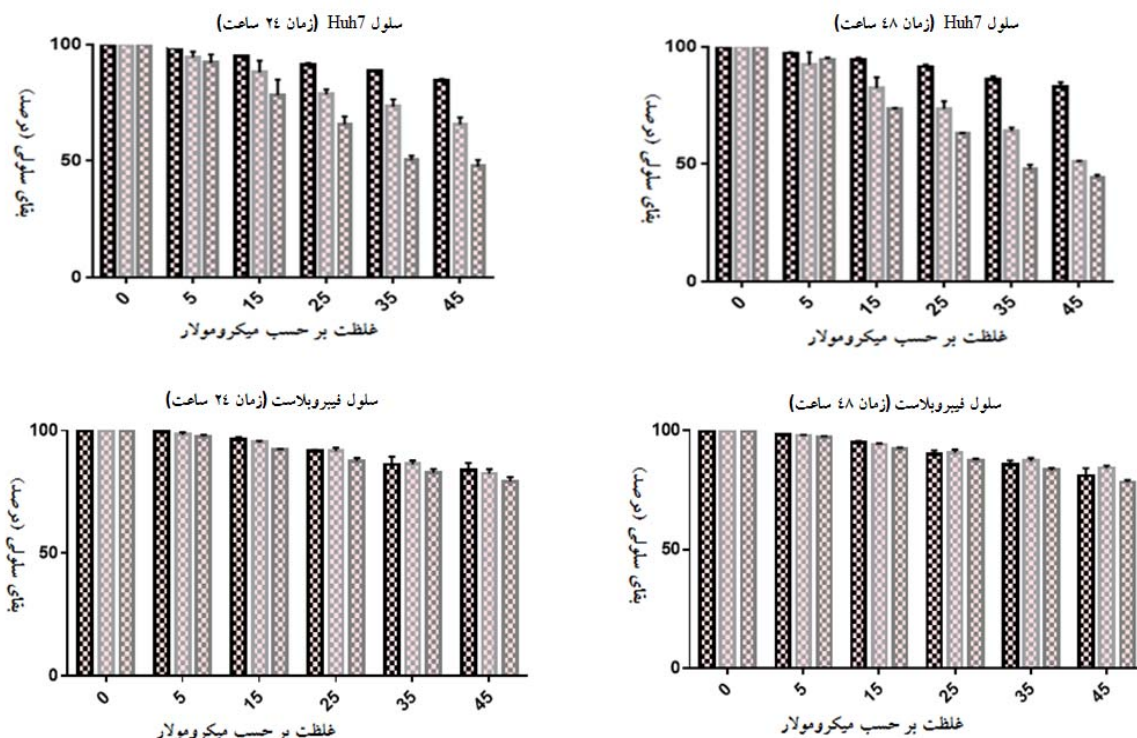 سلول Huh7 (زمان ۲٤ ساعت)
بقای سلولی (درصد)
100
50
0
0 5 15 25 35 45
غلظت بر حسب میکرومولار
سلول Huh7 (زمان ٤۸ ساعت)
بقای سلولی (درصد)
100
50
0
0 5 15 25 35 45
غلظت بر حسب میکرومولار
سلول فیبروبلاست (زمان ۲٤ ساعت)
بقای سلولی (درصد)
100
50
0
0 5 15 25 35 45
غلظت بر حسب میکرومولار
سلول فیبروبلاست (زمان ٤۸ ساعت)
بقای سلولی (درصد)
100
50
0
0 5 15 25 35 45
غلظت بر حسب میکرومولار